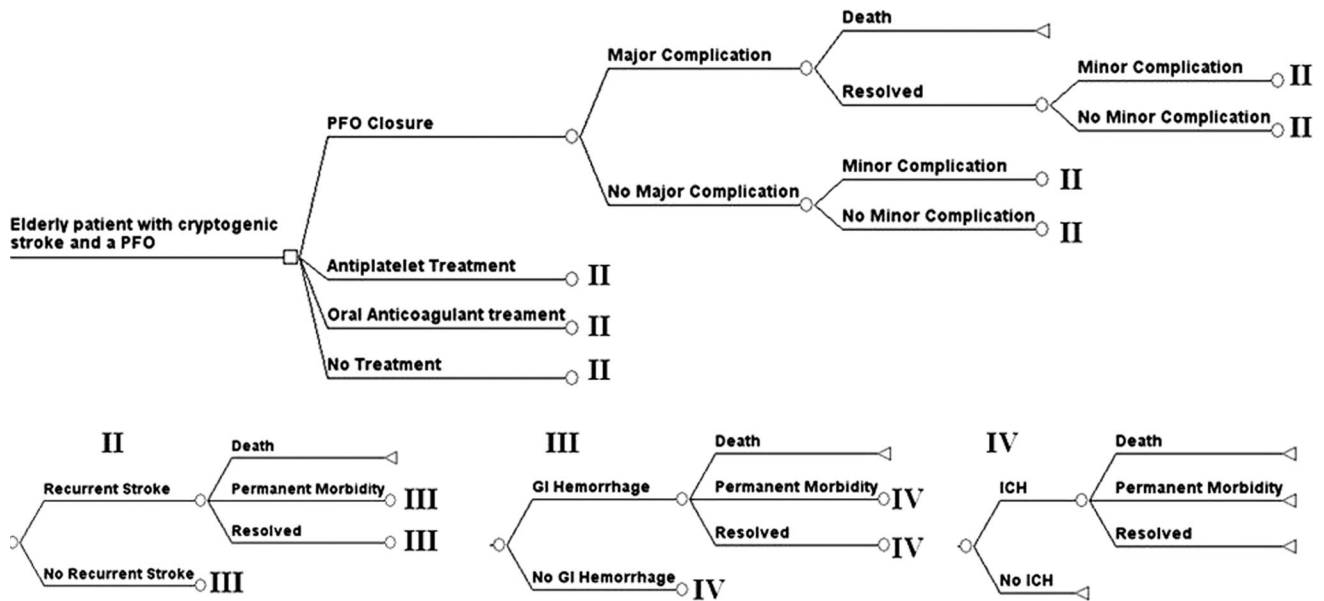 Death
Major Complication
Minor Complication II
Resolved
No Minor Complication II
PFO Closure
Minor Complication II
No Major Complication
No Minor Complication II
Elderly patient with cryptogenic
stroke and a PFO
Antiplatelet Treatment II
Oral Anticoagulant treament II
No Treatment II
II
Death
Recurrent Stroke
Permanent Morbidity III
Resolved III
No Recurrent Stroke III
III
Death
GI Hemorrhage
Permanent Morbidity IV
Resolved IV
No GI Hemorrhage IV
IV
Death
ICH
Permanent Morbidity
Resolved
No ICH